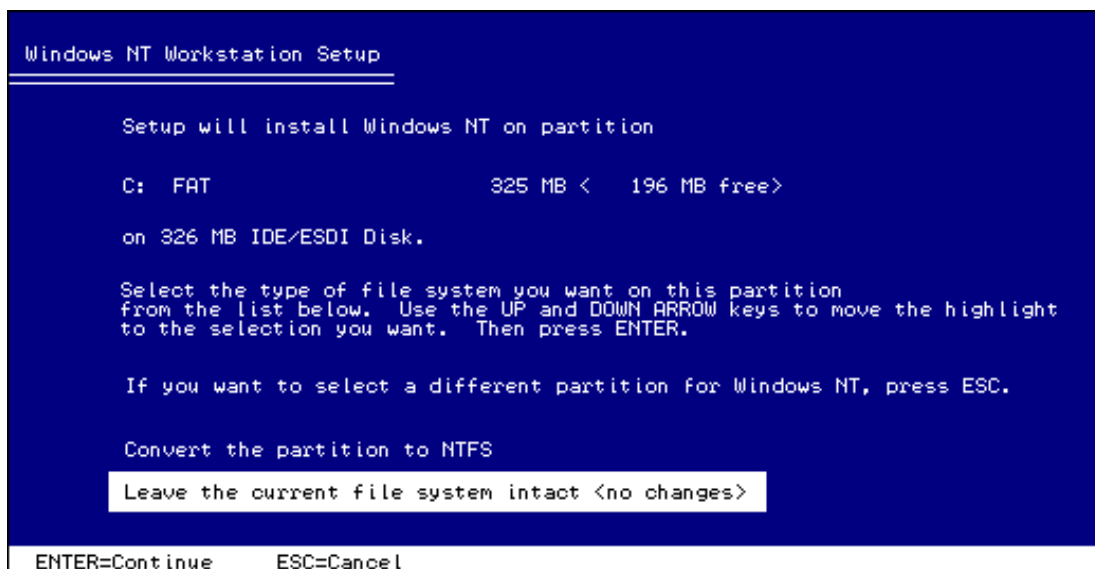 Windows NT Workstation Setup
Setup will install Windows NT on partition
C: FAT 325 MB < 196 MB free>
on 326 MB IDE/ESDI Disk.
Select the type of file system you want on this partition
from the list below. Use the UP and DOWN ARROW keys to move the highlight
to the selection you want. Then press ENTER.
If you want to select a different partition for Windows NT, press ESC.
Convert the partition to NTFS
Leave the current file system intact <no changes>
ENTER=Continue ESC=Cancel